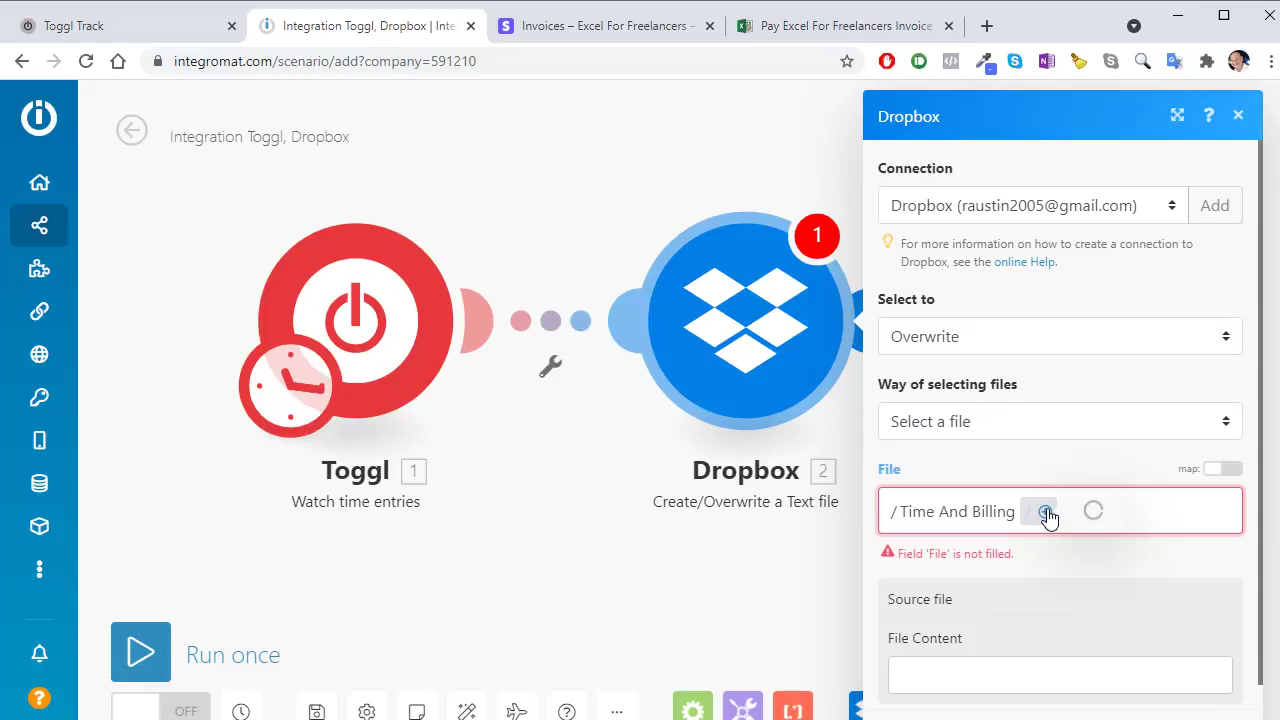 Toggl Track
Integration Toggl, Dropbox | Inte
Invoices – Excel For Freelancers –
Pay Excel For Freelancers Invoice
integromat.com/scenario/add?company=591210
Integration Toggl, Dropbox
Dropbox
Connection
Dropbox (raustin2005@gmail.com)
Add
For more information on how to create a connection to
Dropbox, see the online Help.
Select to
Overwrite
Way of selecting files
Select a file
File
map:
/ Time And Billing
Field 'File' is not filled.
Source file
File Content
1
Toggl 1
Watch time entries
Dropbox 2
Create/Overwrite a Text file
Run once
OFF